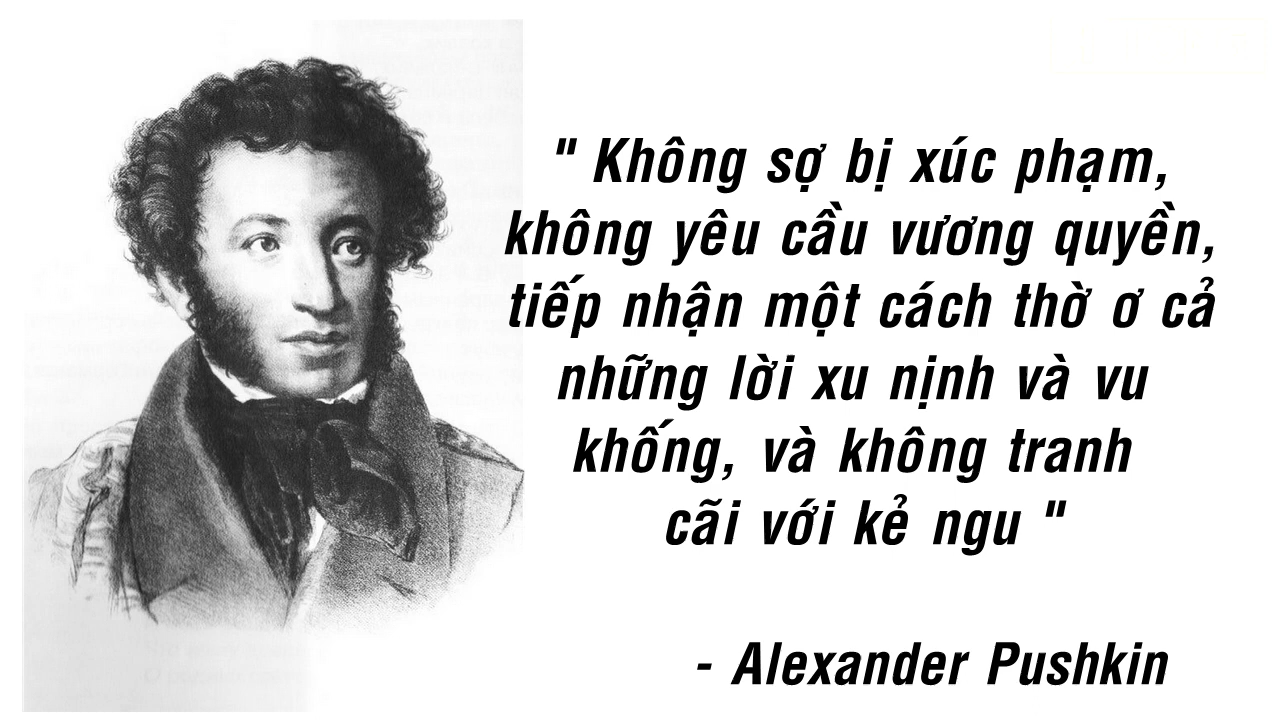 " Không sợ bị xúc phạm,
không yêu cầu vương quyền,
tiếp nhận một cách thờ ơ cả
những lời xu nịnh và vu
khống, và không tranh
cãi với kẻ ngu "
- Alexander Pushkin